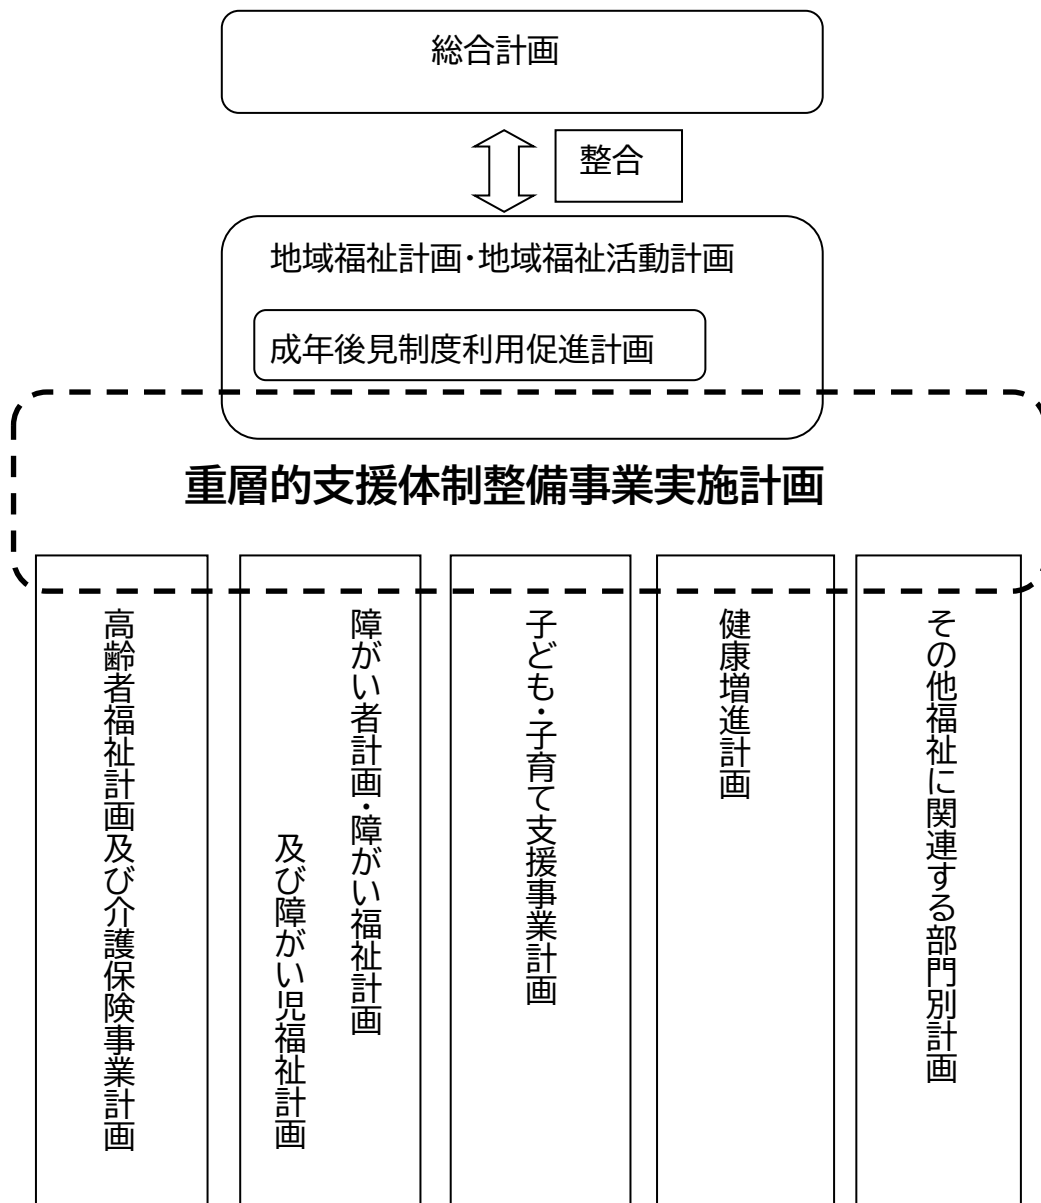 総合計画
整合
地域福祉計画・地域福祉活動計画
成年後見制度利用促進計画
重層的支援体制整備事業実施計画
高齢者福祉計画及び介護保険事業計画
障がい者計画・障がい福祉計画
及び障がい児福祉計画
子ども・子育て支援事業計画
健康増進計画
その他福祉に関連する部門別計画